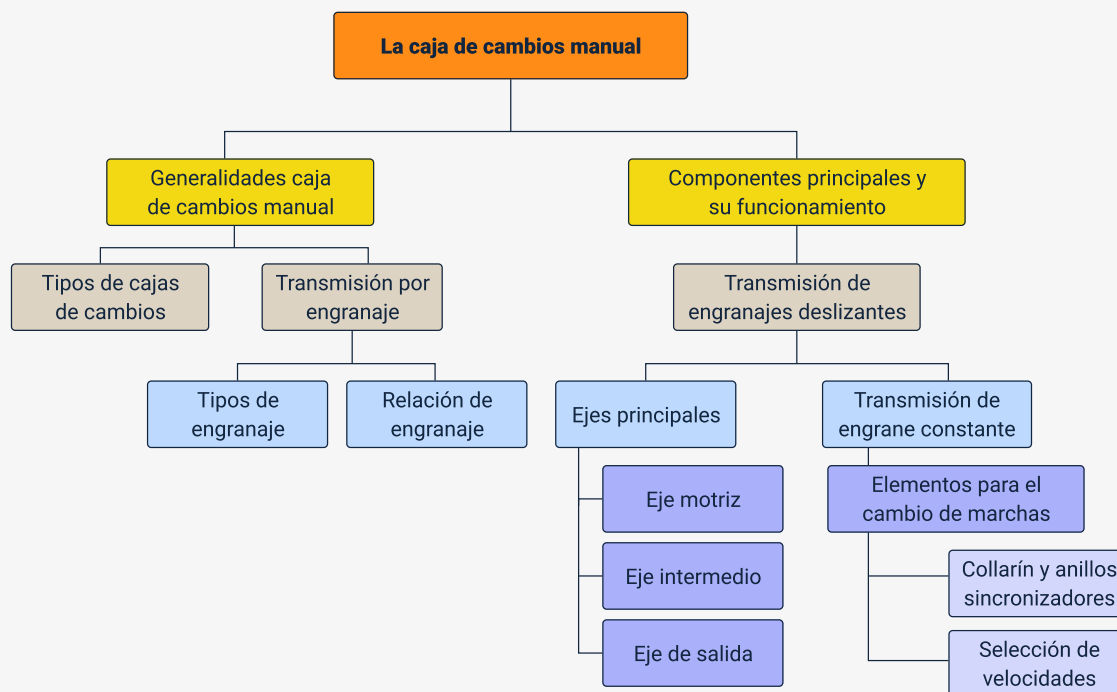 La caja de cambios manual
Generalidades caja
de cambios manual
Componentes principales y
su funcionamiento
Tipos de cajas
de cambios
Transmisión por
engranaje
Transmisión de
engranajes deslizantes
Tipos de
engranaje
Relación de
engranaje
Ejes principales
Transmisión de
engrane constante
Eje motriz
Elementos para el
cambio de marchas
Eje intermedio
Collarín y anillos
sincronizadores
Eje de salida
Selección de
velocidades